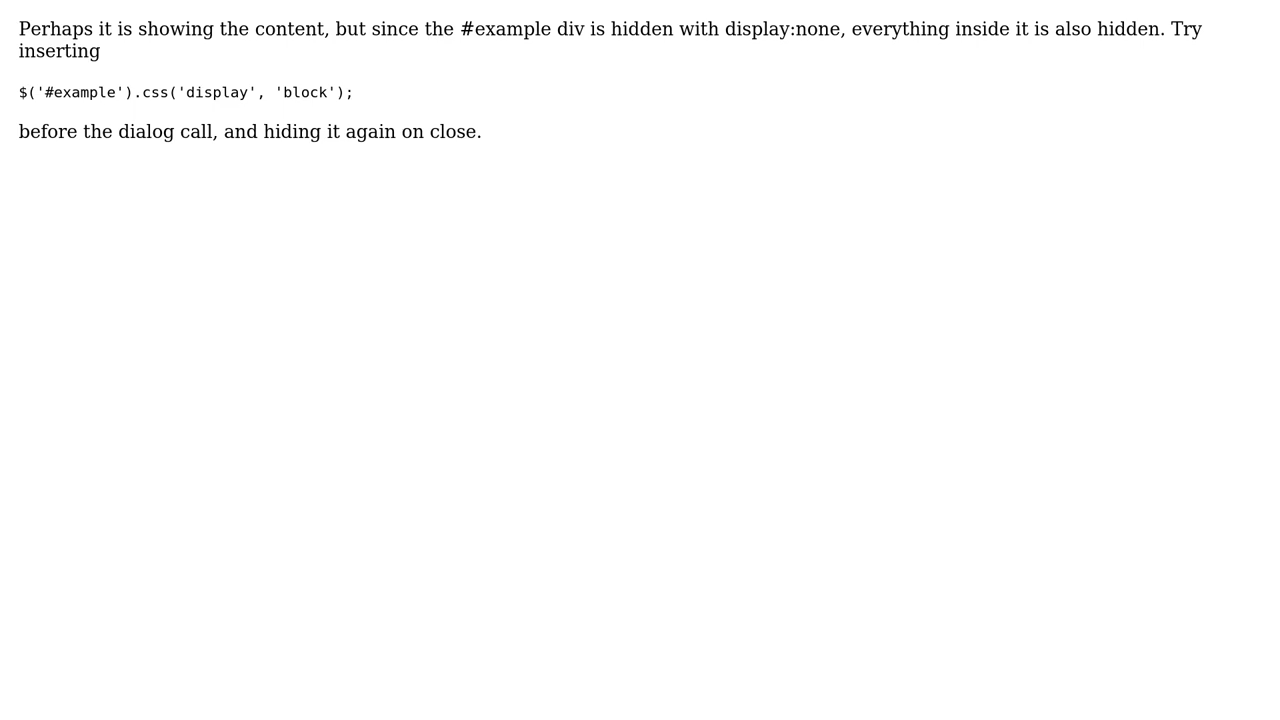 Perhaps it is showing the content, but since the #example div is hidden with display:none, everything inside it is also hidden. Try
inserting
$('#example').css('display', 'block');
before the dialog call, and hiding it again on close.